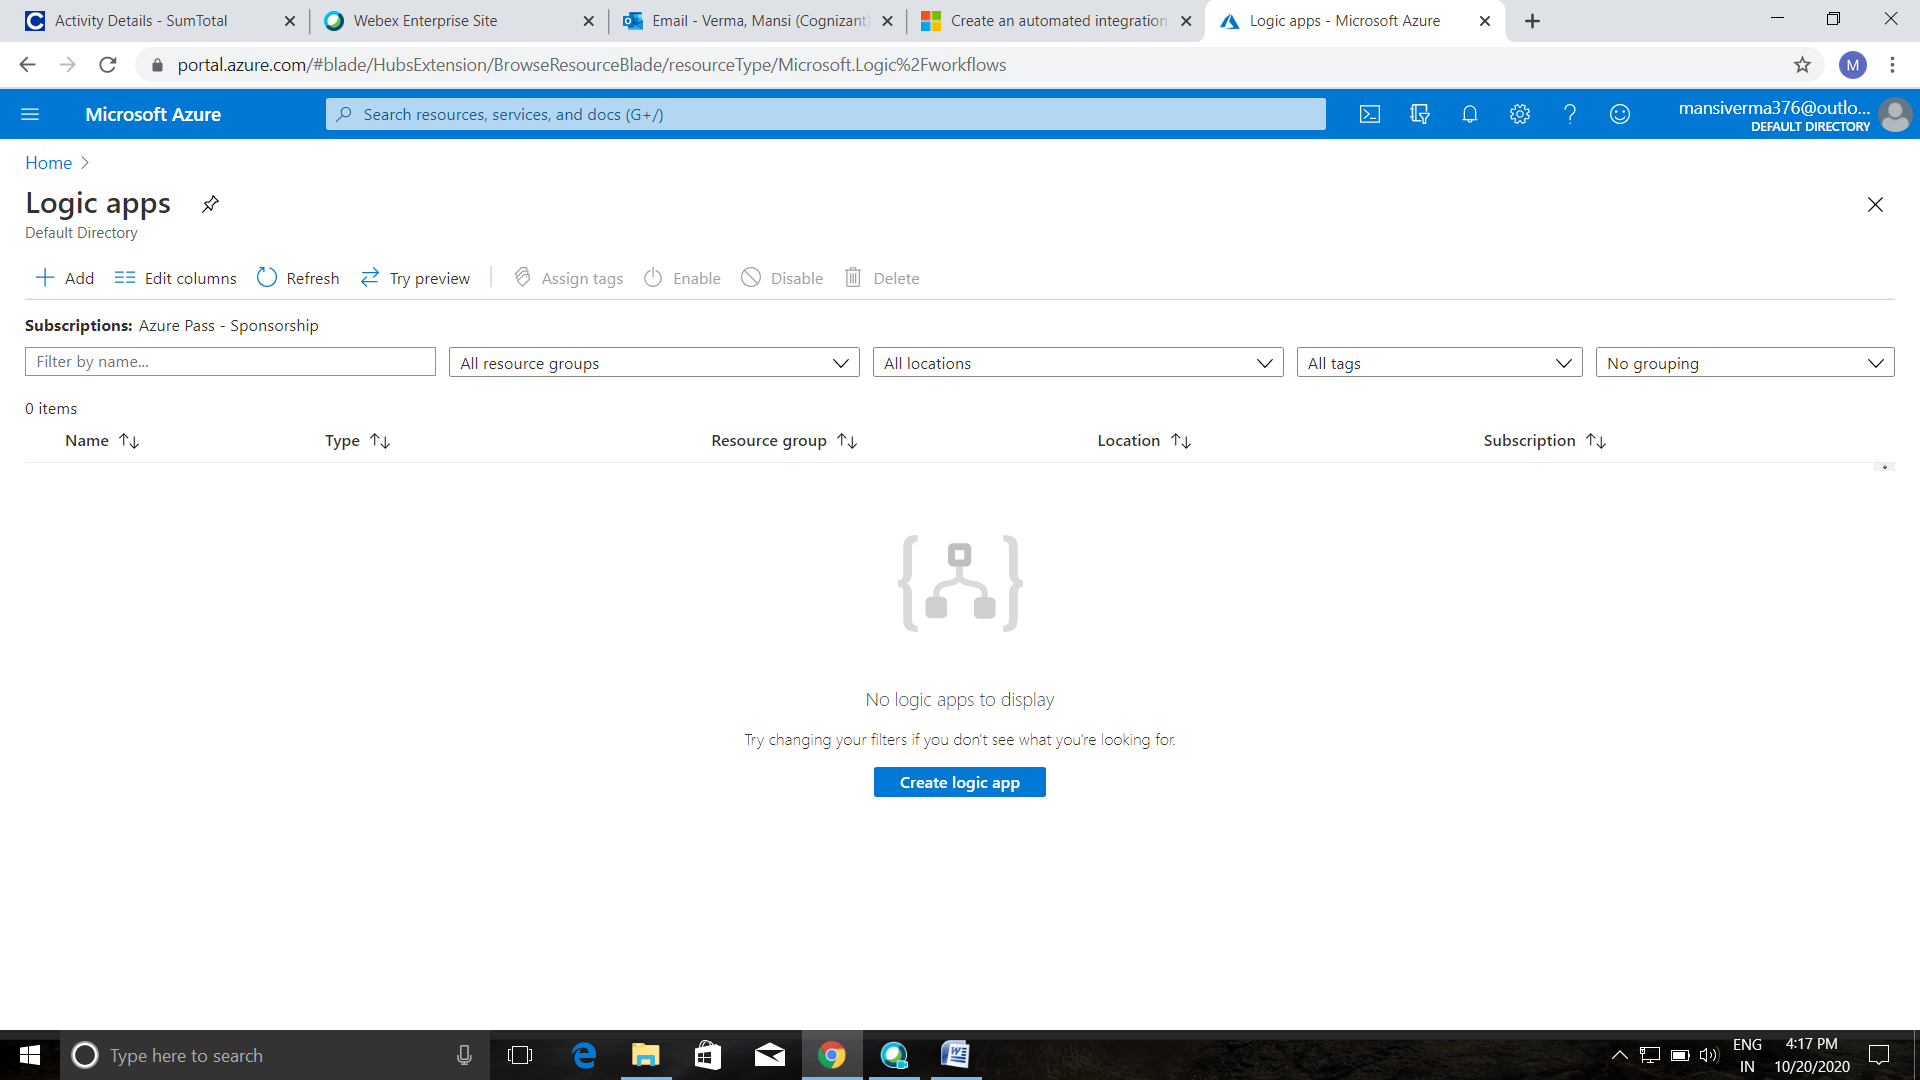 Activity Details - SumTotal
Webex Enterprise Site
Email - Verma, Mansi (Cognizant)
Create an automated integration
Logic apps - Microsoft Azure
portal.azure.com/#blade/HubsExtension/BrowseResourceBlade/resourceType/Microsoft.Logic%2Fworkflows
M
Microsoft Azure
Search resources, services, and docs (G+/)
mansiverma376@outlo...
DEFAULT DIRECTORY
Home
Logic apps
Default Directory
Add
Edit columns
Refresh
Try preview
Assign tags
Enable
Disable
Delete
Subscriptions: Azure Pass - Sponsorship
Filter by name...
All resource groups
All locations
All tags
No grouping
0 items
Name
Type
Resource group
Location
Subscription
No logic apps to display
Try changing your filters if you don't see what you're looking for.
Create logic app
Type here to search
ENG
IN
4:17 PM
10/20/2020